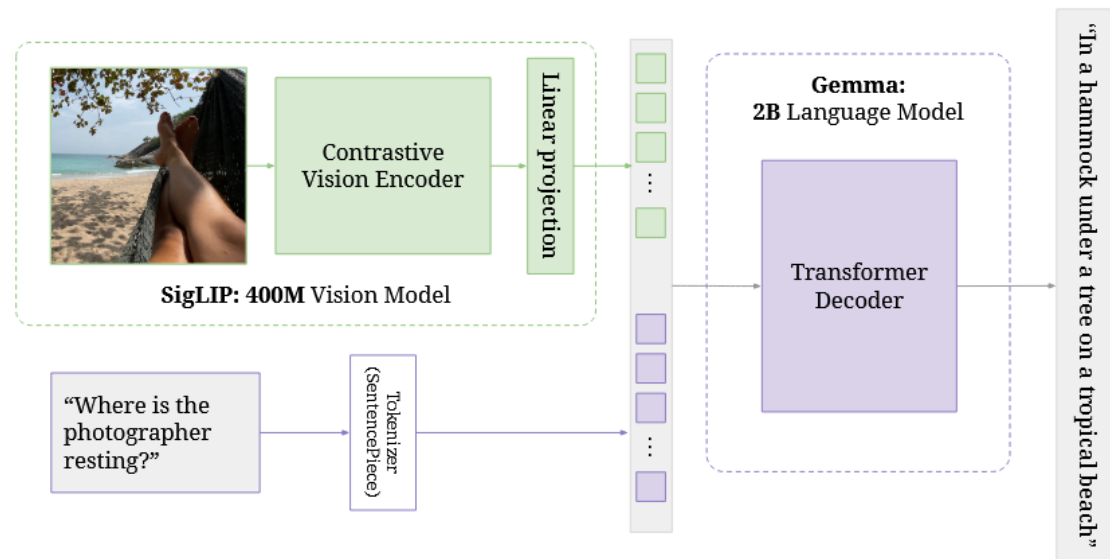 Contrastive
Vision Encoder
Linear projection
SigLIP: 400M Vision Model
“Where is the
photographer
resting?”
Tokenizer
(SentencePiece)
...
...
Gemma:
2B Language Model
Transformer
Decoder
“In a hammock under a tree on a tropical beach”